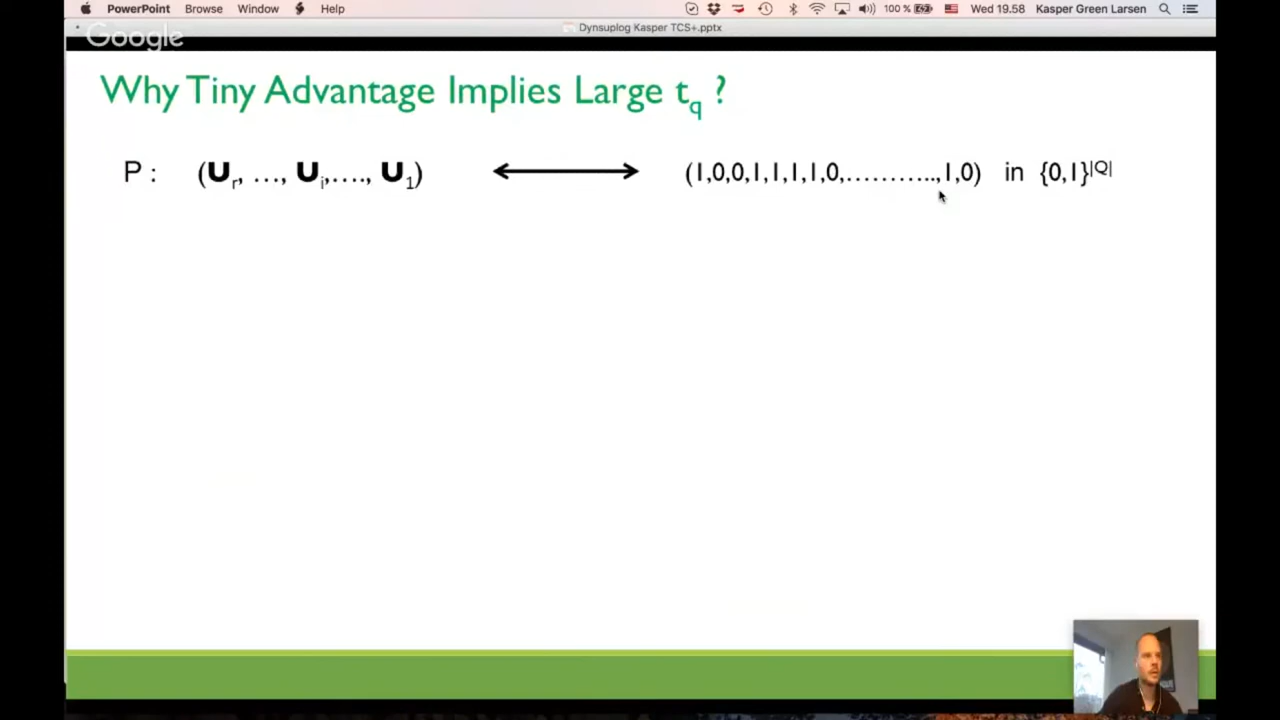 PowerPoint Browse Window Help 100 % Wed 19.58 Kasper Green Larsen
Dynsuplog Kasper TCS+.pptx
Google
Why Tiny Advantage Implies Large tq ?
P : (Ur, …, Ui,…., U1) (1,0,0,1,1,1,1,0,………..,1,0) in {0,1}|Q|